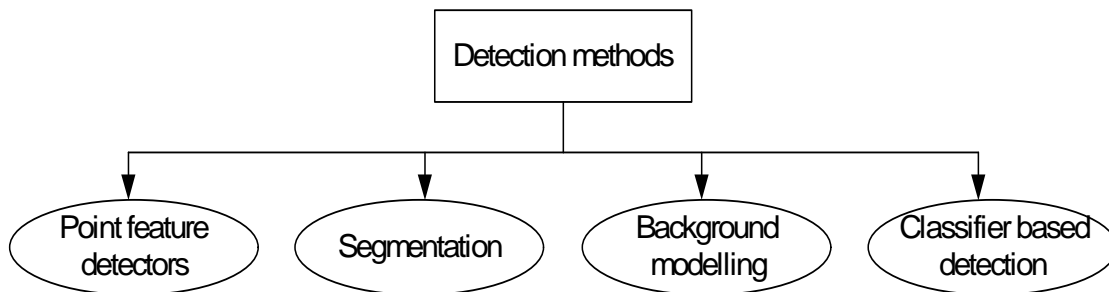 Detection methods
Point feature
detectors
Segmentation
Background
modelling
Classifier based
detection